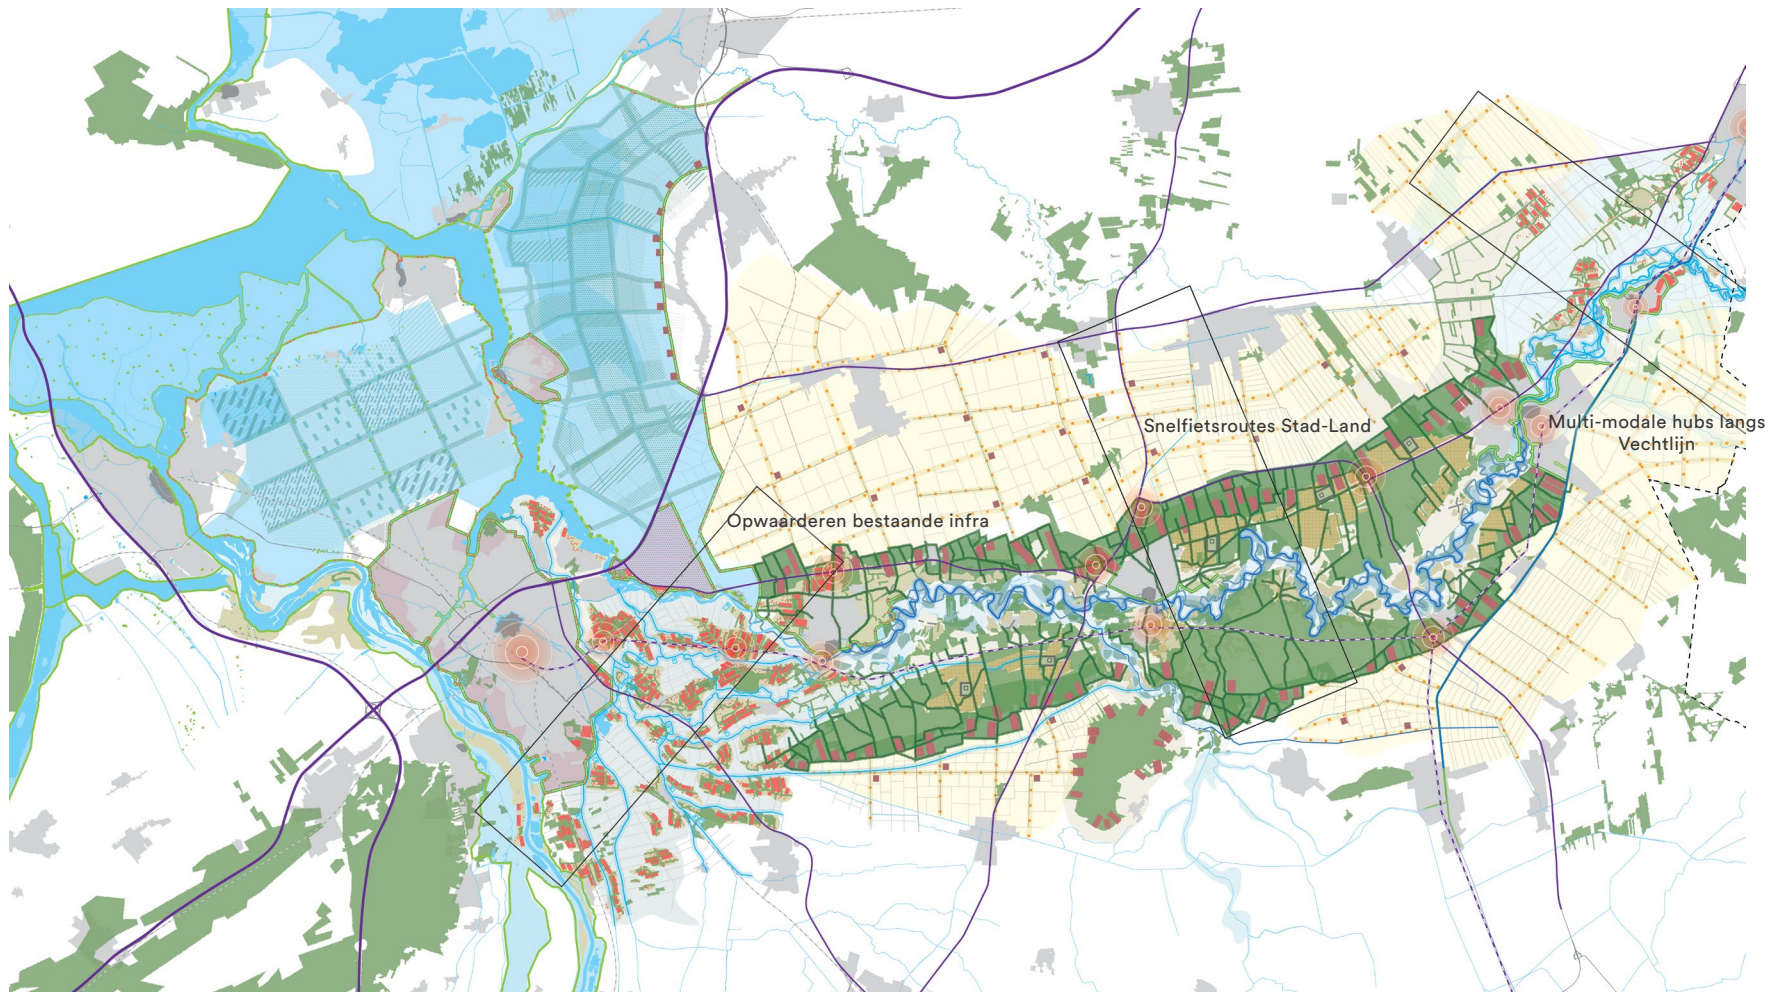 Snelfietsroutes Stad-Land
Multi-modale hubs langs
Vechtlijn
Opwaarderen bestaande infra